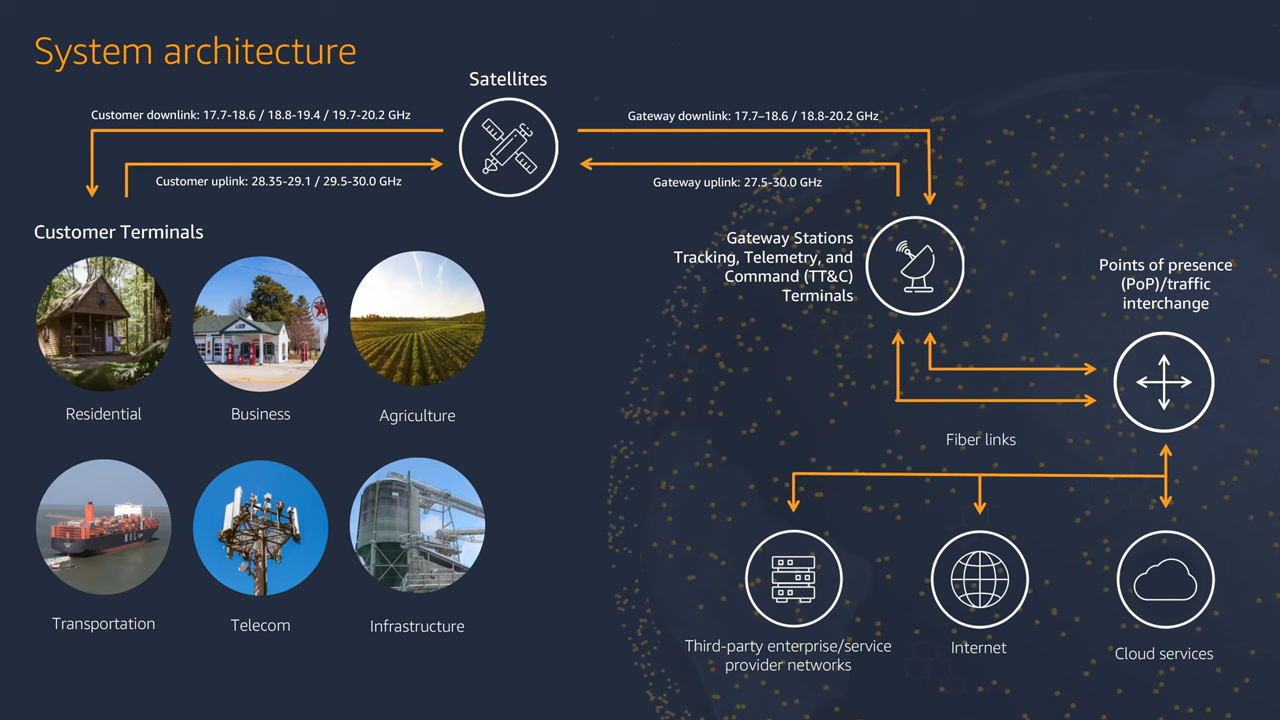 System architecture
Satellites
Customer downlink: 17.7-18.6 / 18.8-19.4 / 19.7-20.2 GHz
Gateway downlink: 17.7–18.6 / 18.8-20.2 GHz
Customer uplink: 28.35-29.1 / 29.5-30.0 GHz
Gateway uplink: 27.5-30.0 GHz
Customer Terminals
Gateway Stations
Tracking, Telemetry, and
Command (TT&C)
Terminals
Points of presence
(PoP)/traffic
interchange
Residential
Business
Agriculture
Fiber links
Transportation
Telecom
Infrastructure
Third-party enterprise/service
provider networks
Internet
Cloud services